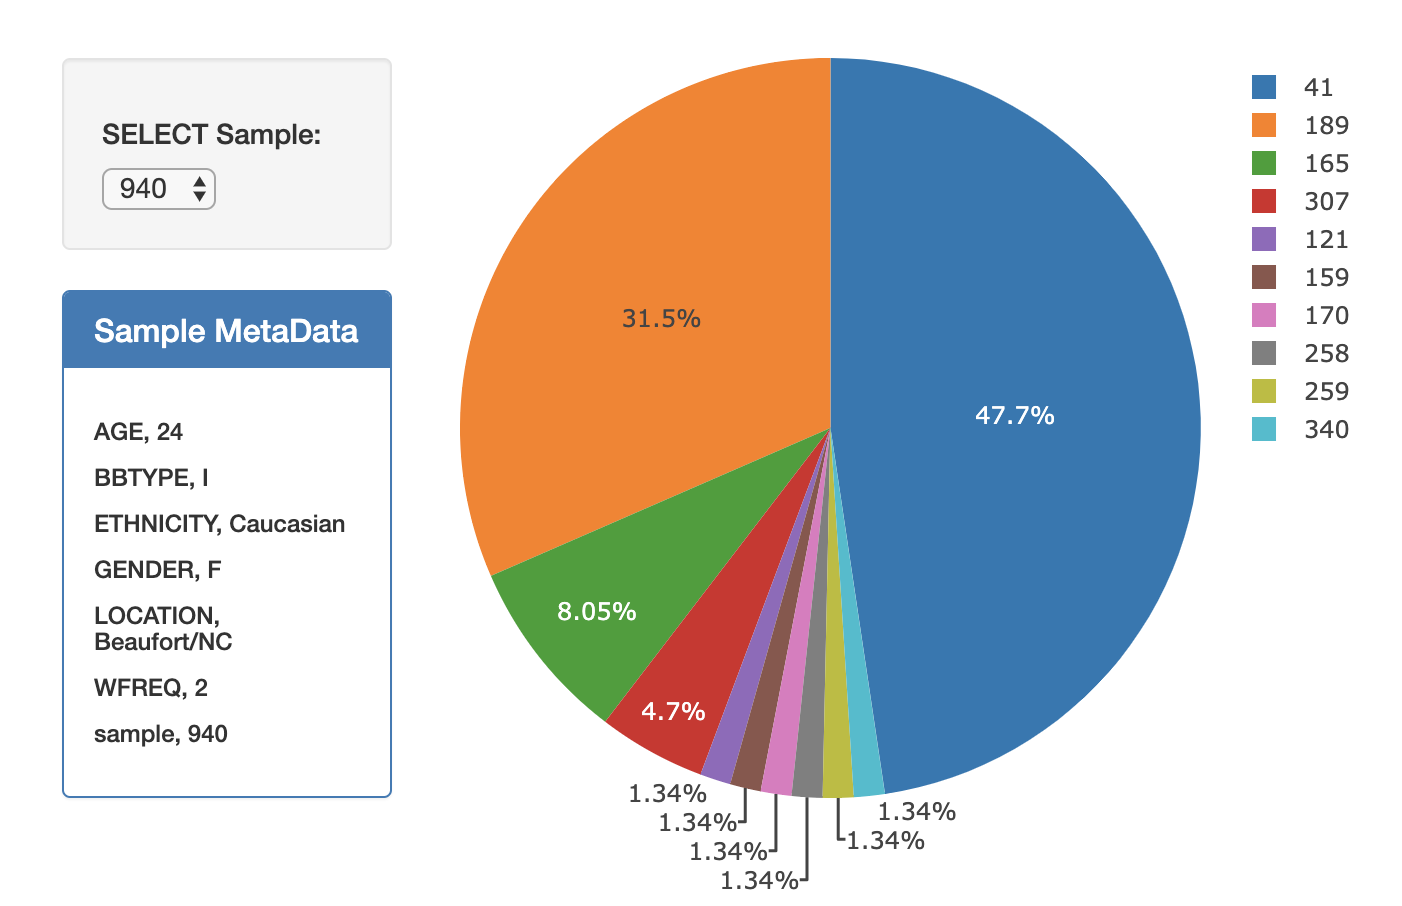 SELECT Sample:
940
Sample MetaData
AGE, 24
BBTYPE, I
ETHNICITY, Caucasian
GENDER, F
LOCATION,
Beaufort/NC
WFREQ, 2
sample, 940
31.5%
47.7%
8.05%
4.7%
1.34%
1.34%
1.34%
1.34%
1.34%
1.34%
41
189
165
307
121
159
170
258
259
340